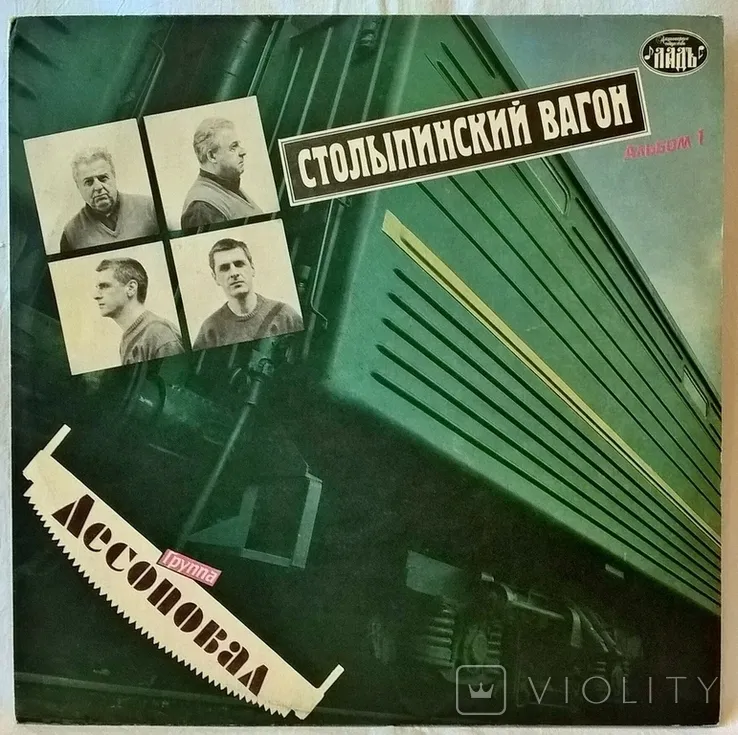 ЛАДЪ
СТОЛЫПИНСКИЙ ВАГОН
АЛЬБОМ 1
Группа
Лесоповал
VIOLITY